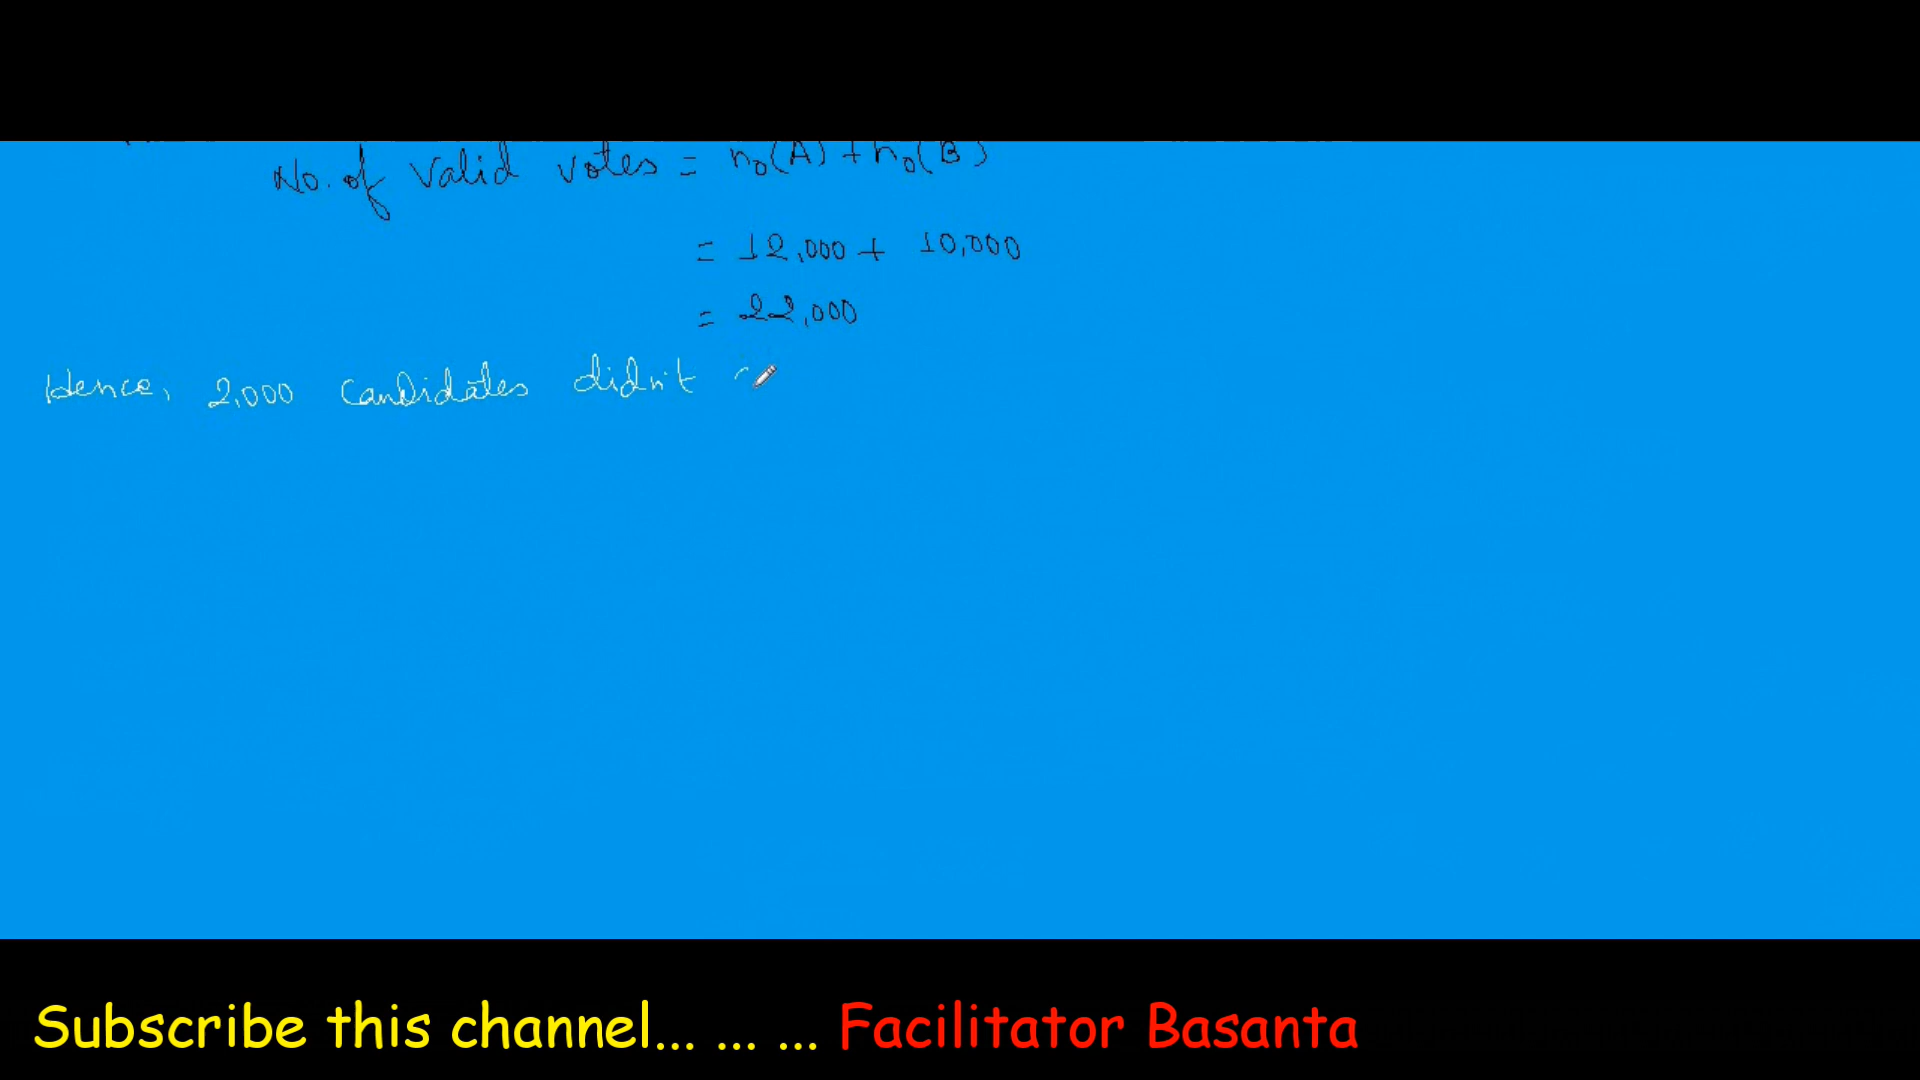 No. of valid votes = n₀(A) + n₀(B)
= 12,000 + 10,000
= 22,000
Hence, 2,000 candidates didn't
Subscribe this channel... ... ... Facilitator Basanta